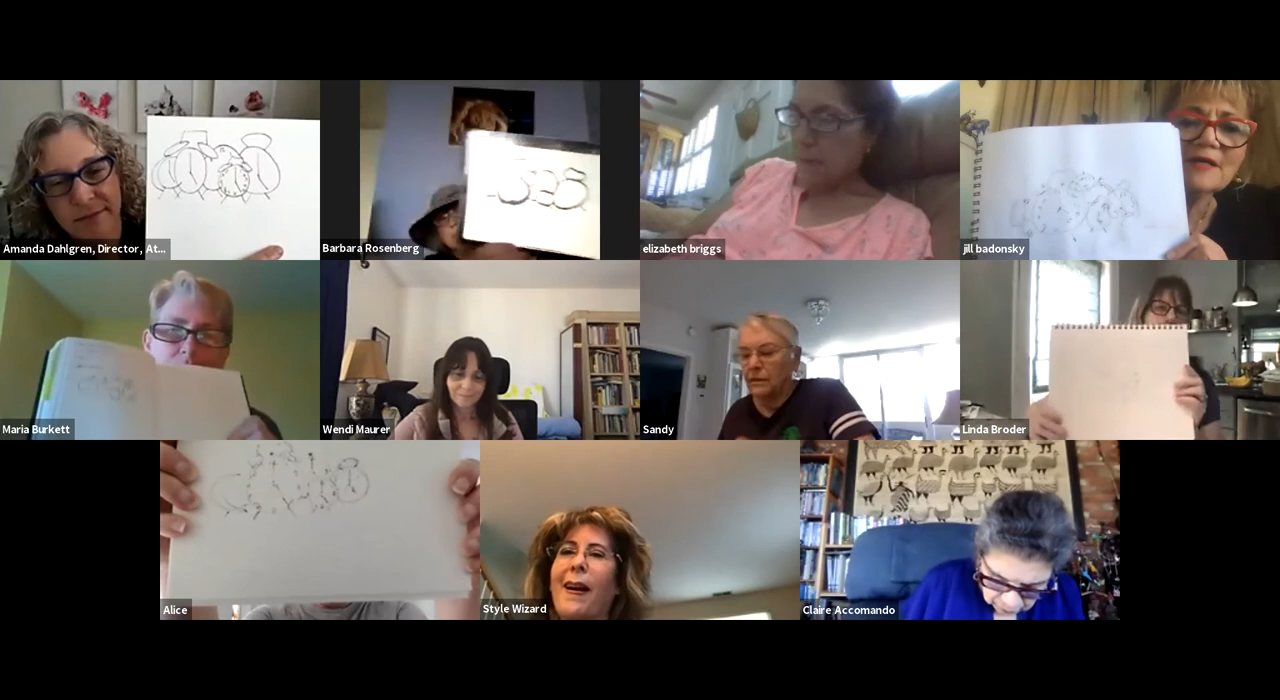 Amanda Dahlgren, Director, At...
Barbara Rosenberg
elizabeth briggs
jill badonsky
Maria Burkett
Wendi Maurer
Sandy
Linda Broder
Alice
Style Wizard
Claire Accomando